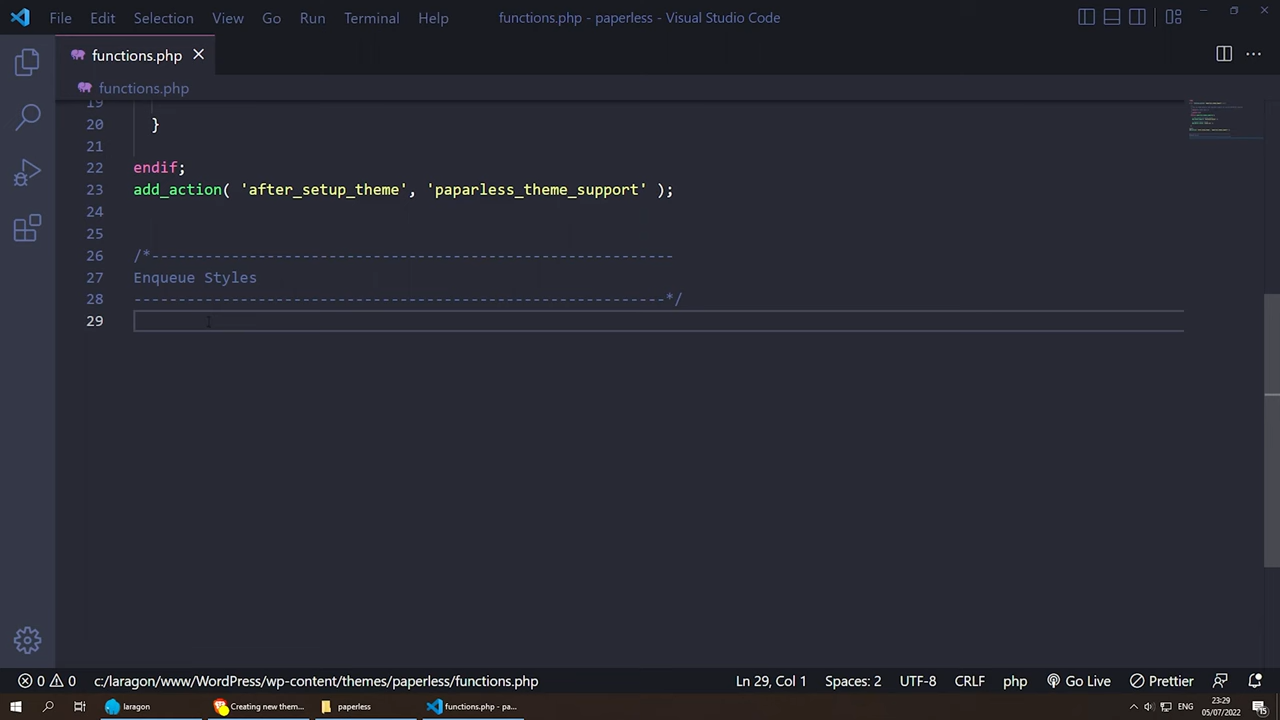 File Edit Selection View Go Run Terminal Help functions.php - paperless - Visual Studio Code
functions.php
functions.php
19
20 }
21
22 endif;
23 add_action( 'after_setup_theme', 'paparless_theme_support' );
24
25
26 /*-----------------------------------------------------------
27 Enqueue Styles
28 ------------------------------------------------------------*/
29
0 0 c:/laragon/www/WordPress/wp-content/themes/paperless/functions.php Ln 29, Col 1 Spaces: 2 UTF-8 CRLF php Go Live Prettier
laragon Creating new them... paperless functions.php - pa... ENG 23:29
05/07/2022 15